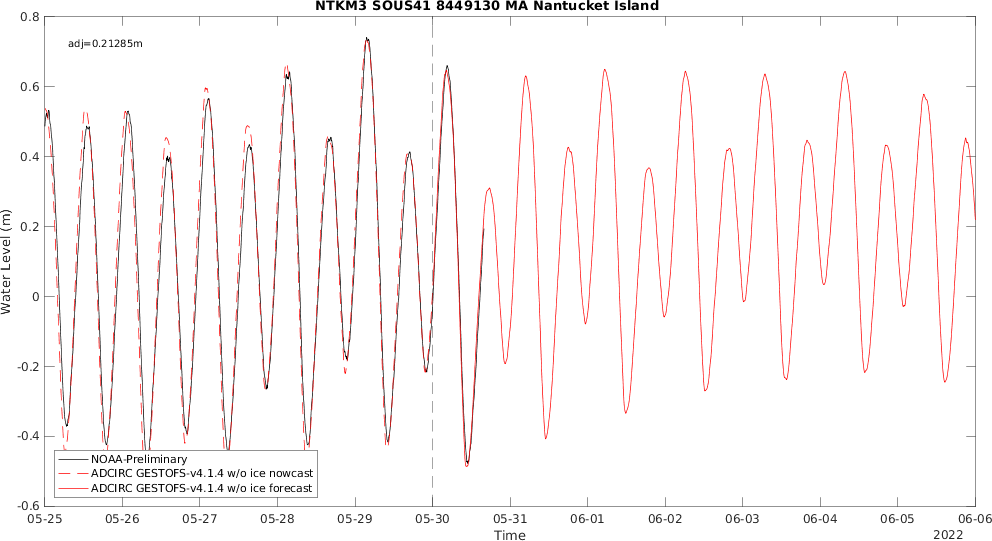 NTKM3 SOUS41 8449130 MA Nantucket Island
0.8
adj=0.21285m
0.6
0.4
0.2
0
-0.2
-0.4
-0.6
Water Level (m)
NOAA-Preliminary
ADCIRC GESTOFS-v4.1.4 w/o ice nowcast
ADCIRC GESTOFS-v4.1.4 w/o ice forecast
05-25 05-26 05-27 05-28 05-29 05-30 05-31 06-01 06-02 06-03 06-04 06-05 06-06
Time
2022